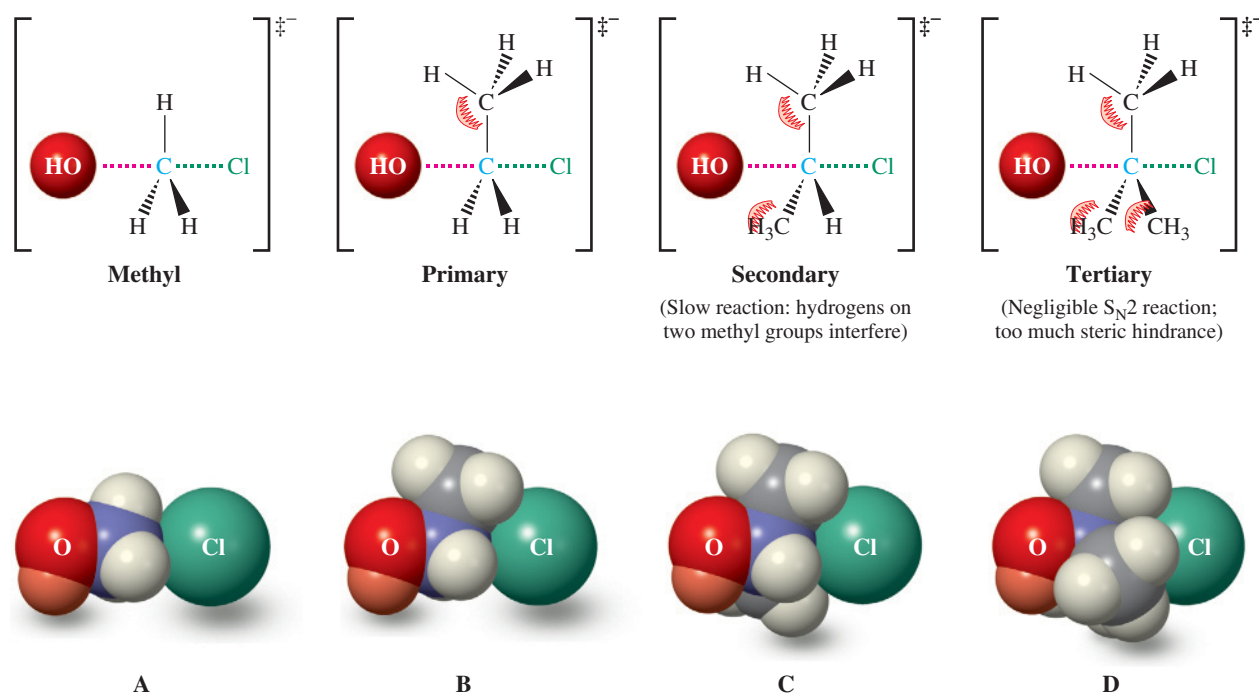 ‡− ‡− ‡− ‡−
H H H
H H H H H H
H C C C
HO C Cl HO C Cl HO C Cl HO C Cl
H H H H H₃C H H₃C CH₃
Methyl Primary Secondary Tertiary
(Slow reaction: hydrogens on (Negligible S_N2 reaction;
two methyl groups interfere) too much steric hindrance)
O Cl O Cl O Cl O Cl
A B C D